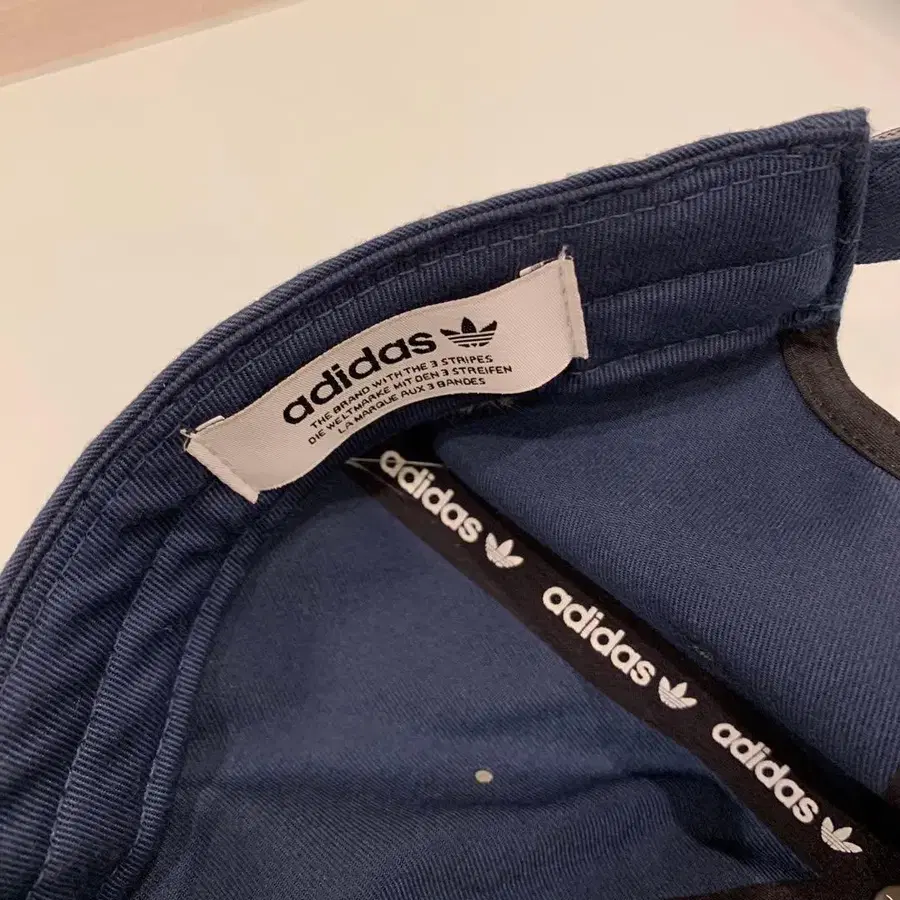 adidas
THE BRAND WITH THE 3 STRIPES
DIE WELTMARKE MIT DEN 3 STREIFEN
LA MARQUE AUX 3 BANDES
adidas
adidas
adidas